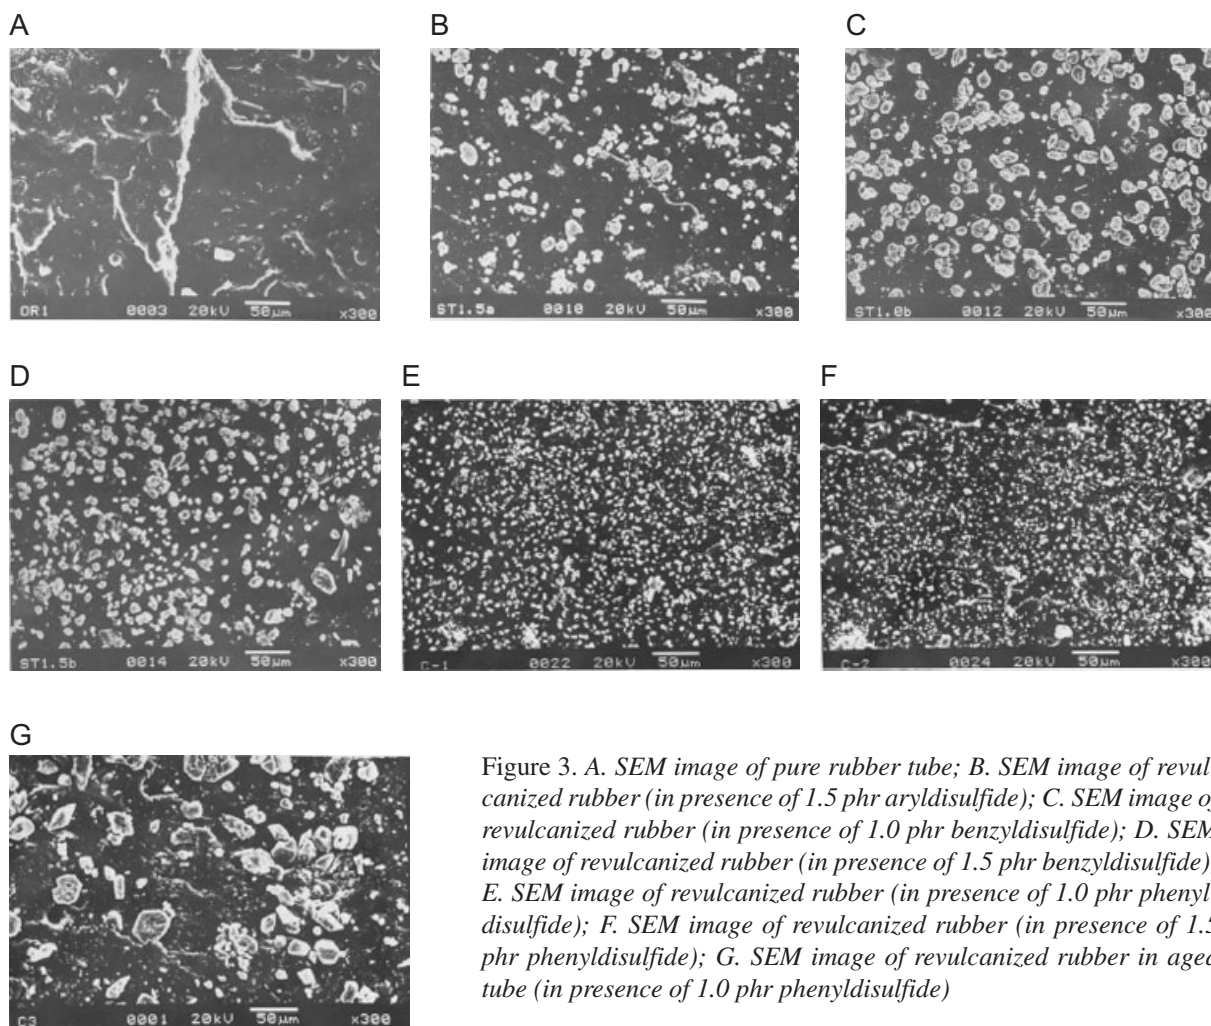 A
B
C
OR1 0003 20kV 50µm x300
ST1.5a 0010 20kV 50µm x300
ST1.0b 0012 20kV 50µm x300
D
E
F
ST1.5b 0014 20kV 50µm x300
C-1 0022 20kV 50µm x300
C-2 0024 20kV 50µm x300
G
C3 0001 20kV 50µm x300
Figure 3. A. SEM image of pure rubber tube; B. SEM image of revul
canized rubber (in presence of 1.5 phr aryldisulfide); C. SEM image o
revulcanized rubber (in presence of 1.0 phr benzyldisulfide); D. SEM
image of revulcanized rubber (in presence of 1.5 phr benzyldisulfide)
E. SEM image of revulcanized rubber (in presence of 1.0 phr phenyl
disulfide); F. SEM image of revulcanized rubber (in presence of 1.5
phr phenyldisulfide); G. SEM image of revulcanized rubber in aged
tube (in presence of 1.0 phr phenyldisulfide)